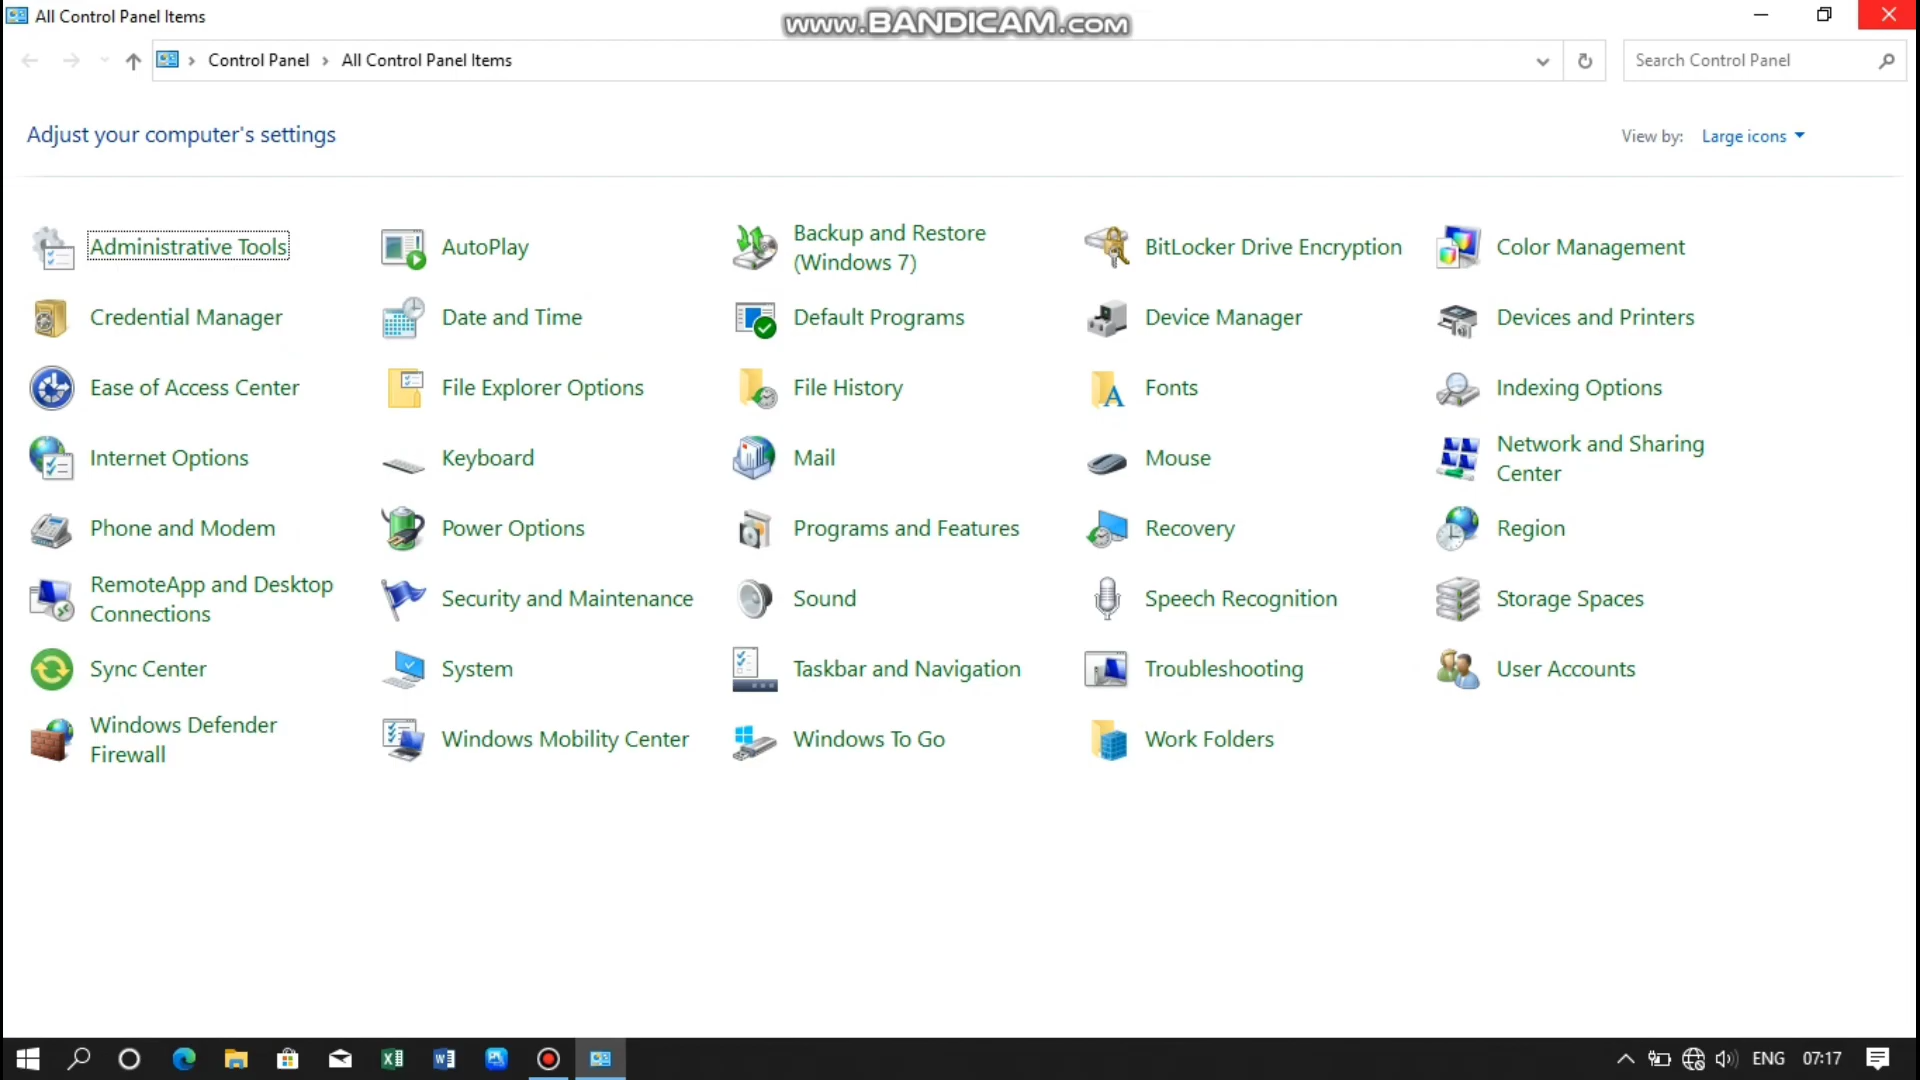 All Control Panel Items
www.BANDICAM.com
Control Panel
All Control Panel Items
Search Control Panel
Adjust your computer's settings
View by:
Large icons
Administrative Tools
AutoPlay
Backup and Restore
(Windows 7)
BitLocker Drive Encryption
Color Management
Credential Manager
Date and Time
Default Programs
Device Manager
Devices and Printers
Ease of Access Center
File Explorer Options
File History
Fonts
Indexing Options
Internet Options
Keyboard
Mail
Mouse
Network and Sharing
Center
Phone and Modem
Power Options
Programs and Features
Recovery
Region
RemoteApp and Desktop
Connections
Security and Maintenance
Sound
Speech Recognition
Storage Spaces
Sync Center
System
Taskbar and Navigation
Troubleshooting
User Accounts
Windows Defender
Firewall
Windows Mobility Center
Windows To Go
Work Folders
ENG
07:17